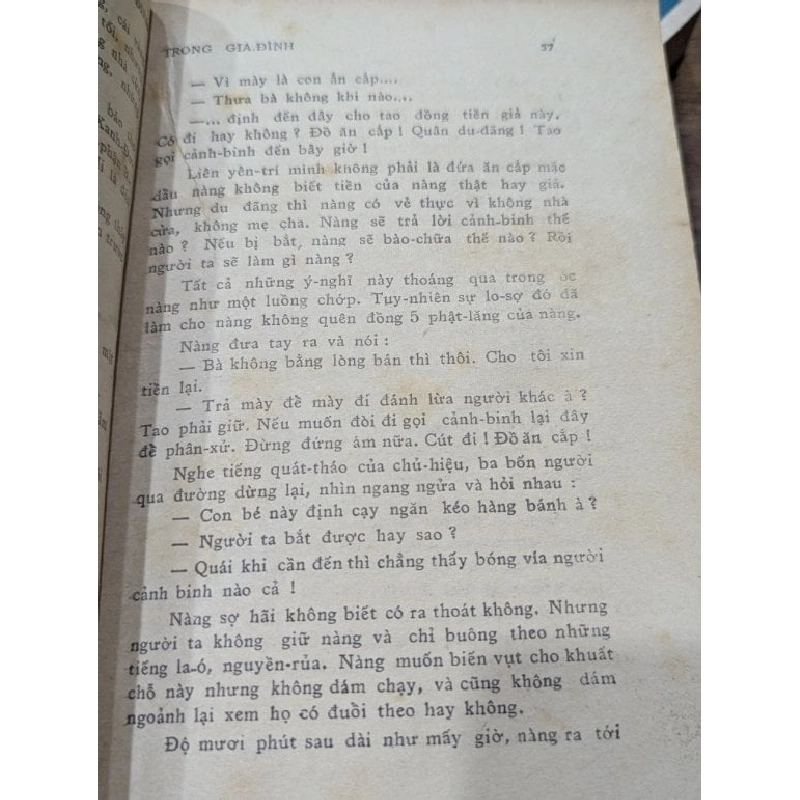 TRONG GIA.ĐÌNH 57
— Vì mày là con ăn cắp....
— Thưa bà không khi nào....
—... định đến đây cho tao đồng tiền giả này.
Có đi hay không ? Đồ ăn cắp ! Quân du-đãng ! Tao
gọi cảnh-binh đến bây giờ !
Liên yên-trí mình không phải là đứa ăn cắp mặc
dầu nàng không biết tiền của nàng thật hay giả.
Nhưng du đãng thì nàng có vẻ thực vì không nhà
cửa, không mẹ cha. Nàng sẽ trả lời cảnh-binh thế
nào ? Nếu bị bắt, nàng sẽ bào-chữa thế nào ? Rồi
người ta sẽ làm gì nàng ?
Tất cả những ý-nghĩ này thoáng qua trong óc
nàng như một luồng chớp. Tuy-nhiên sự lo-sợ đó đã
làm cho nàng không quên đồng 5 phật-lăng của nàng.
Nàng đưa tay ra và nói :
— Bà không bằng lòng bán thì thôi. Cho tôi xin
tiền lại.
— Trả mày để mày đi đánh lừa người khác à ?
Tao phải giữ. Nếu muốn đòi đi gọi cảnh-binh lại đây
để phân-xử. Đừng đứng ám nữa. Cút đi ! Đồ ăn cắp !
Nghe tiếng quát-tháo của chủ-hiệu, ba bốn người
qua đường dừng lại, nhìn ngang ngửa và hỏi nhau :
— Con bé này định cạy ngăn kéo hàng bánh à ?
— Người ta bắt được hay sao ?
— Quái khi cần đến thì chẳng thấy bóng vía người
cảnh binh nào cả !
Nàng sợ hãi không biết có ra thoát không. Nhưng
người ta không giữ nàng và chỉ buông theo những
tiếng la-ó, nguyền-rủa. Nàng muốn biến vụt cho khuất
chỗ này nhưng không dám chạy, và cũng không dám
ngoảnh lại xem họ có đuổi theo hay không.
Độ mươi phút sau dài như mấy giờ, nàng ra tới